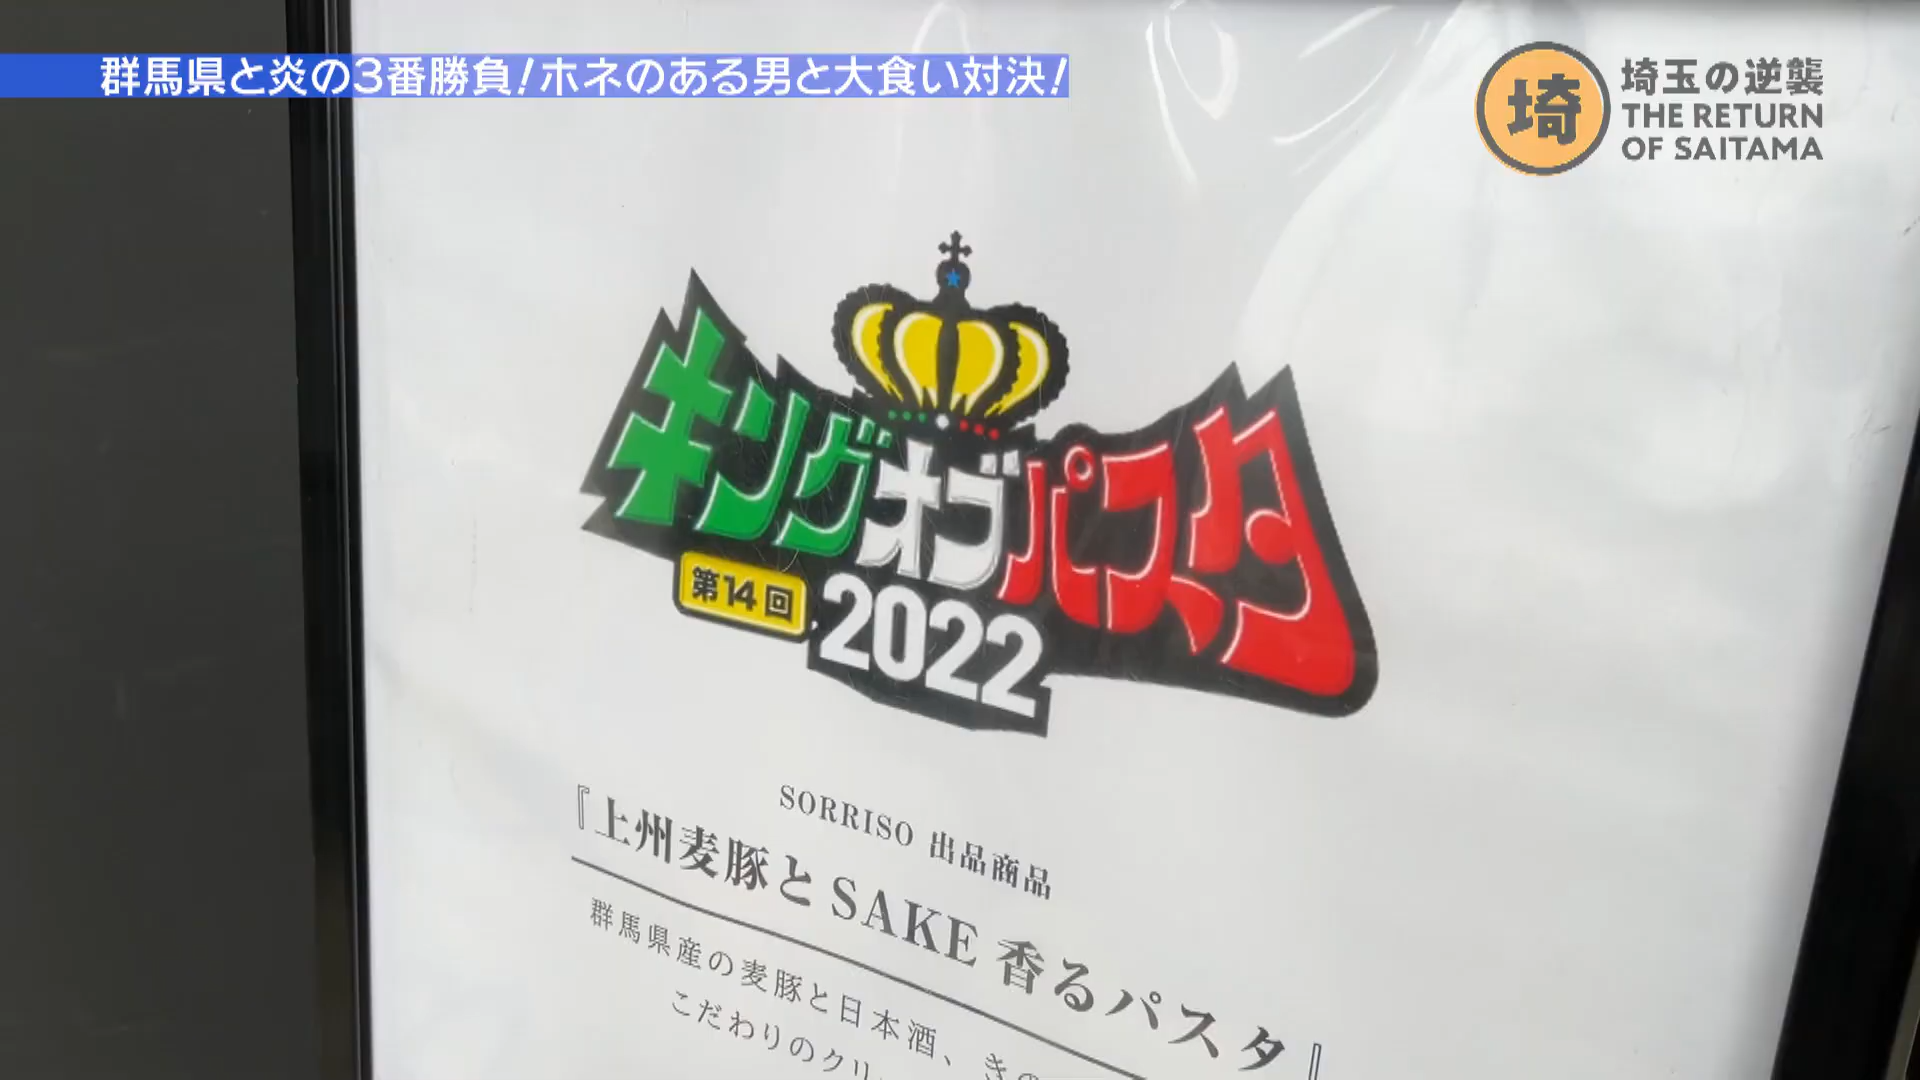 群馬県と炎の3番勝負!ホネのある男と大食い対決!
埼
埼玉の逆襲
THE RETURN
OF SAITAMA
キングオブパスタ
第14回
2022
SORRISO 出品商品
『上州麦豚とSAKE香るパスタ』
群馬県産の麦豚と日本酒、き
こだわりのクリ